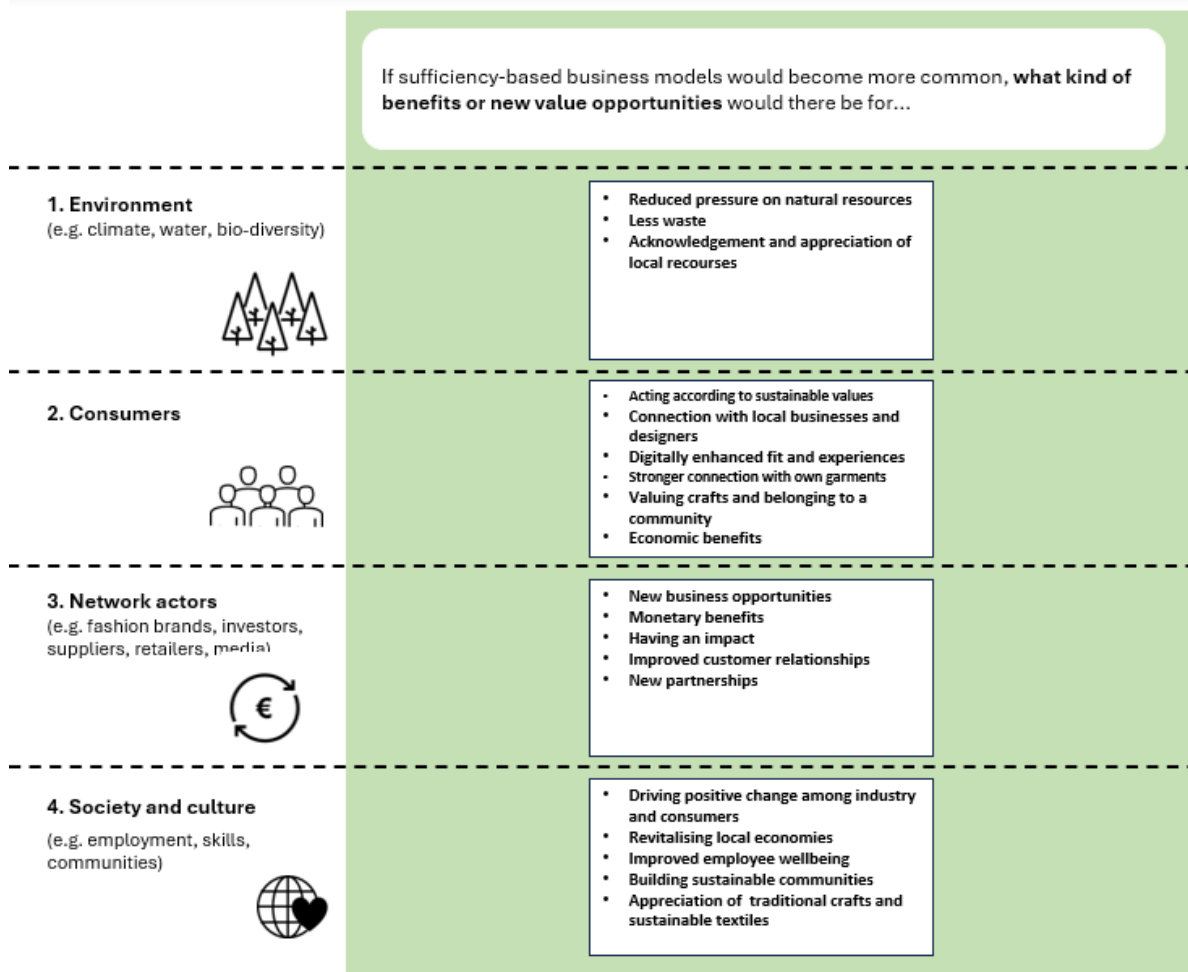 If sufficiency-based business models would become more common, what kind of
benefits or new value opportunities would there be for...
1. Environment
(e.g. climate, water, bio-diversity)
• Reduced pressure on natural resources
• Less waste
• Acknowledgement and appreciation of
local recourses
2. Consumers
• Acting according to sustainable values
• Connection with local businesses and
designers
• Digitally enhanced fit and experiences
• Stronger connection with own garments
• Valuing crafts and belonging to a
community
• Economic benefits
3. Network actors
(e.g. fashion brands, investors,
suppliers, retailers, media)
€
• New business opportunities
• Monetary benefits
• Having an impact
• Improved customer relationships
• New partnerships
4. Society and culture
(e.g. employment, skills,
communities)
• Driving positive change among industry
and consumers
• Revitalising local economies
• Improved employee wellbeing
• Building sustainable communities
• Appreciation of traditional crafts and
sustainable textiles